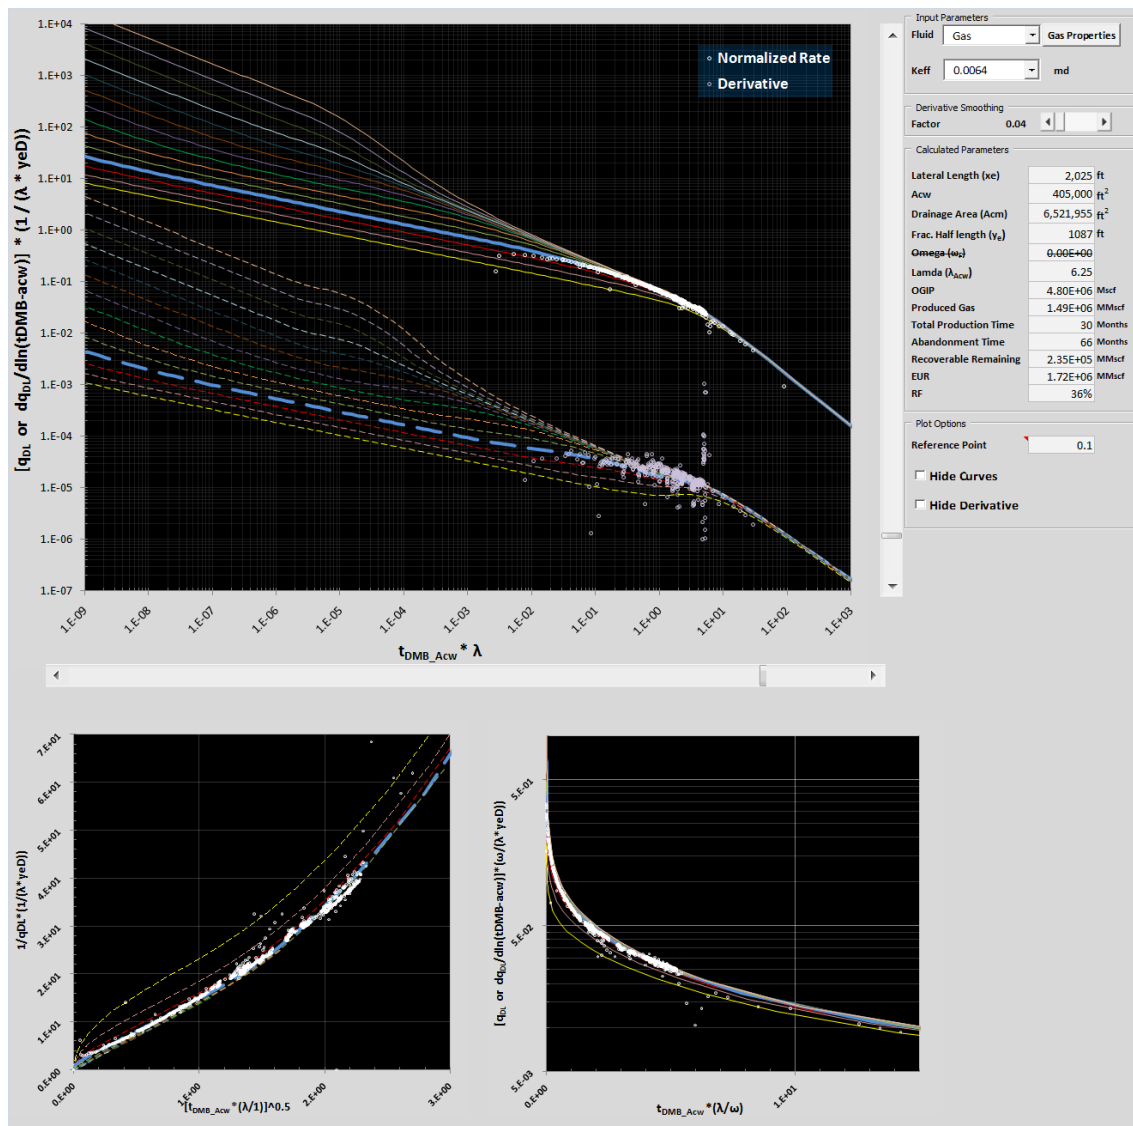 1.E+04
1.E+03
1.E+02
1.E+01
1.E+00
1.E-01
1.E-02
1.E-03
1.E-04
1.E-05
1.E-06
1.E-07
[qDL or dqDL/dln(tDMB-acw)] * (1 / (λ * yeD))
Normalized Rate
Derivative
1.E-09 1.E-08 1.E-07 1.E-06 1.E-05 1.E-04 1.E-03 1.E-02 1.E-01 1.E+00 1.E+01 1.E+02 1.E+03
tDMB_Acw * λ
Input Parameters
Fluid Gas Gas Properties
Keff 0.0064 md
Derivative Smoothing
Factor 0.04
Calculated Parameters
Lateral Length (xe) 2,025 ft
Acw 405,000 ft2
Drainage Area (Acm) 6,521,955 ft2
Frac. Half length (ye) 1087 ft
Omega (ωs) 0.00E+00
Lamda (λAcw) 6.25
OGIP 4.80E+06 Mscf
Produced Gas 1.49E+06 MMscf
Total Production Time 30 Months
Abandonment Time 66 Months
Recoverable Remaining 2.35E+05 MMscf
EUR 1.72E+06 MMscf
RF 36%
Plot Options
Reference Point 0.1
Hide Curves
Hide Derivative
7.E+01
6.E+01
5.E+01
4.E+01
3.E+01
2.E+01
1.E+01
0.E+00
1/qDL*(1/(λ*yeD))
0.E+00 1.E+00 2.E+00 3.E+00
[tDMB_Acw*(λ/1)]^0.5
5.E-01
5.E-02
5.E-03
[qDL or dqDL/dln(tDMB-acw)]*(ω/(λ*yeD))
0.E+00 1.E+01
tDMB_Acw*(λ/ω)